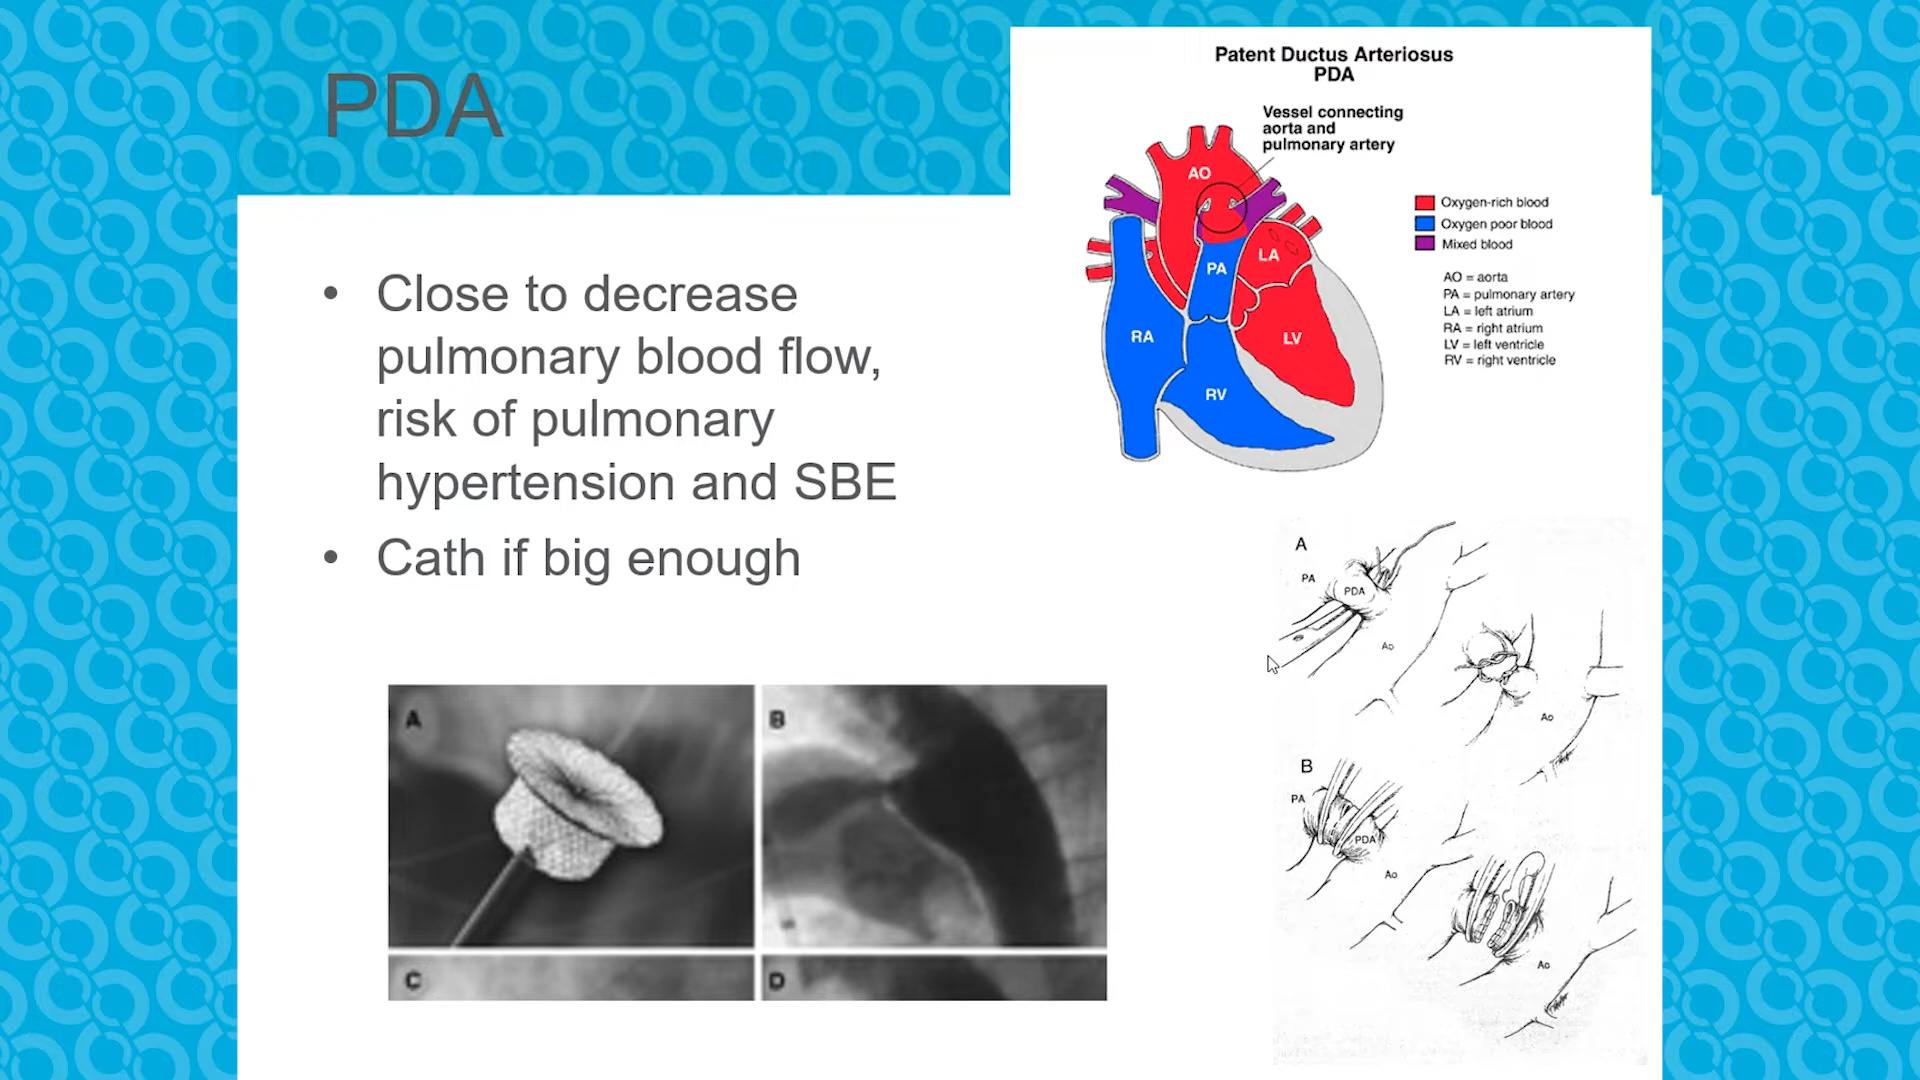 PDA
• Close to decrease
pulmonary blood flow,
risk of pulmonary
hypertension and SBE
• Cath if big enough
Patent Ductus Arteriosus
PDA
Vessel connecting
aorta and
pulmonary artery
AO
PA
LA
RA
LV
RV
Oxygen-rich blood
Oxygen poor blood
Mixed blood
AO = aorta
PA = pulmonary artery
LA = left atrium
RA = right atrium
LV = left ventricle
RV = right ventricle
A
B
C
D
A
PA
PDA
Ao
Ao
B
PA
PDA
Ao
Ao